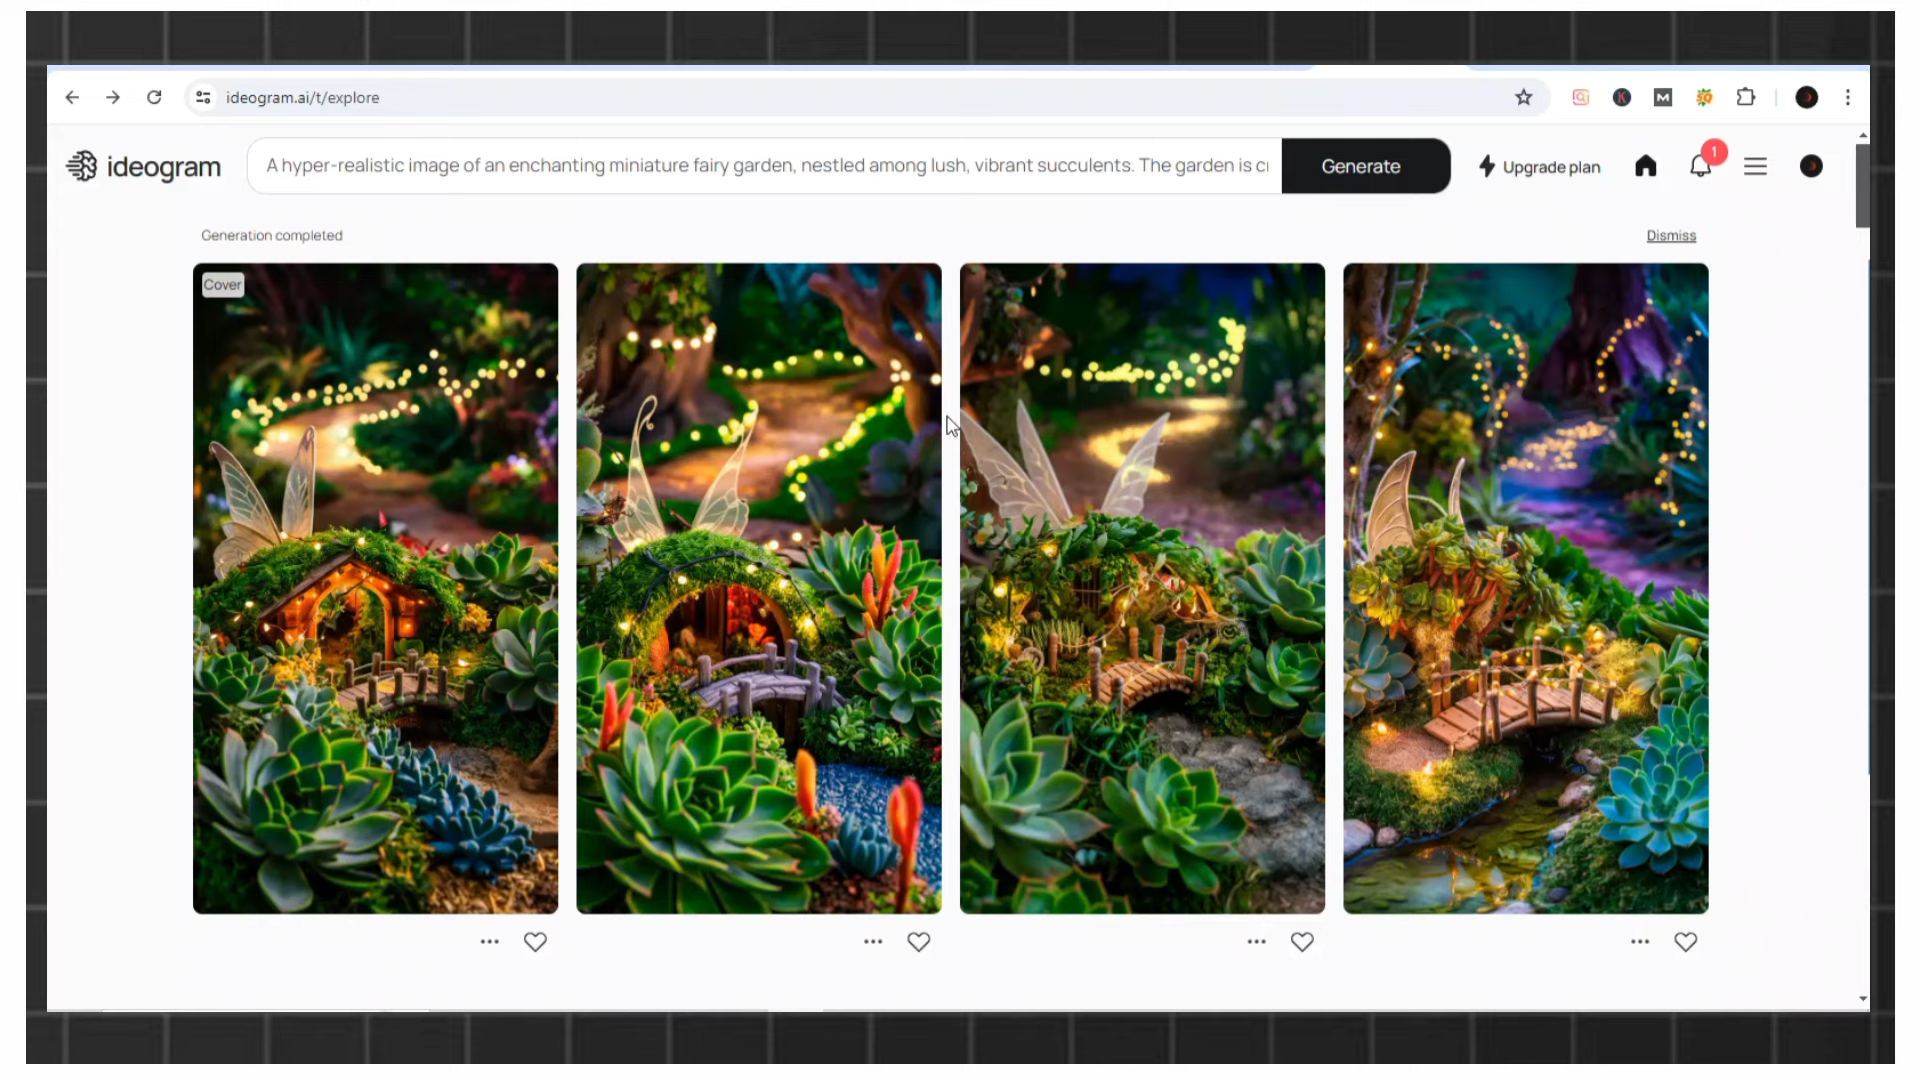 ideogram.ai/t/explore
ideogram
A hyper-realistic image of an enchanting miniature fairy garden, nestled among lush, vibrant succulents. The garden is cr
Generate
Upgrade plan
1
Generation completed
Dismiss
Cover